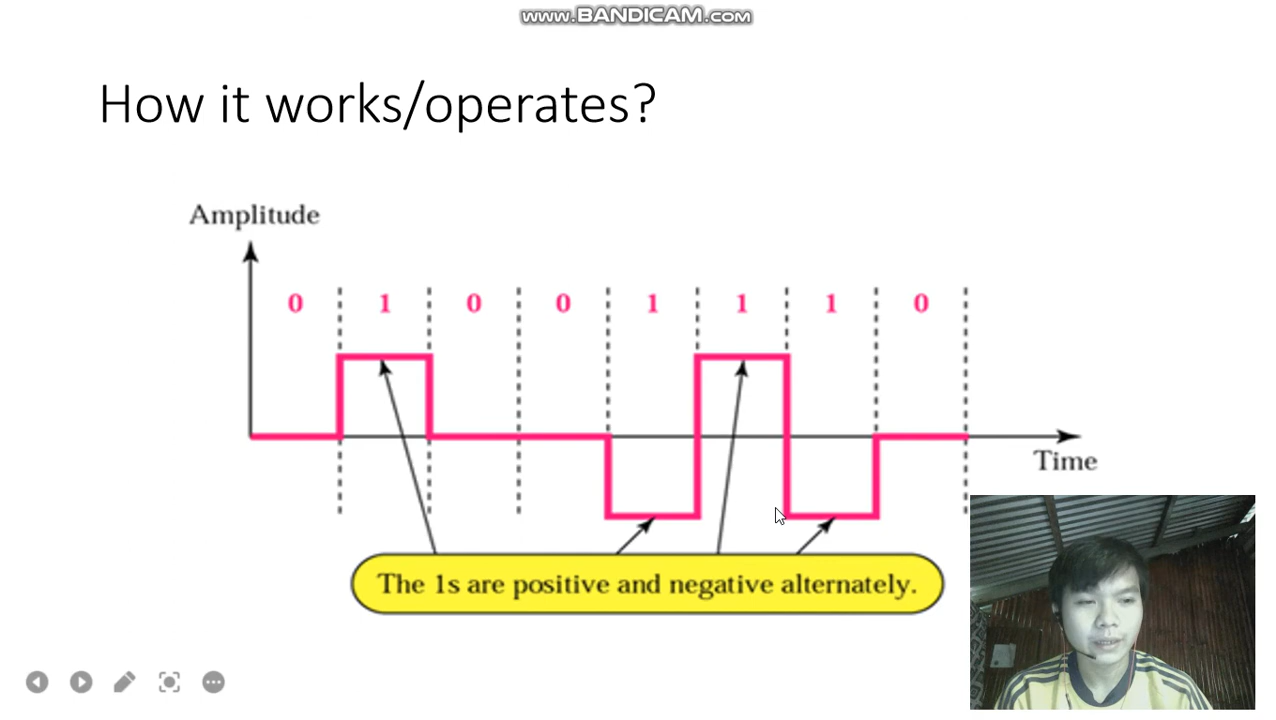 www.BANDICAM.com
How it works/operates?
Amplitude
0 1 0 0 1 1 1 0
Time
The 1s are positive and negative alternately.